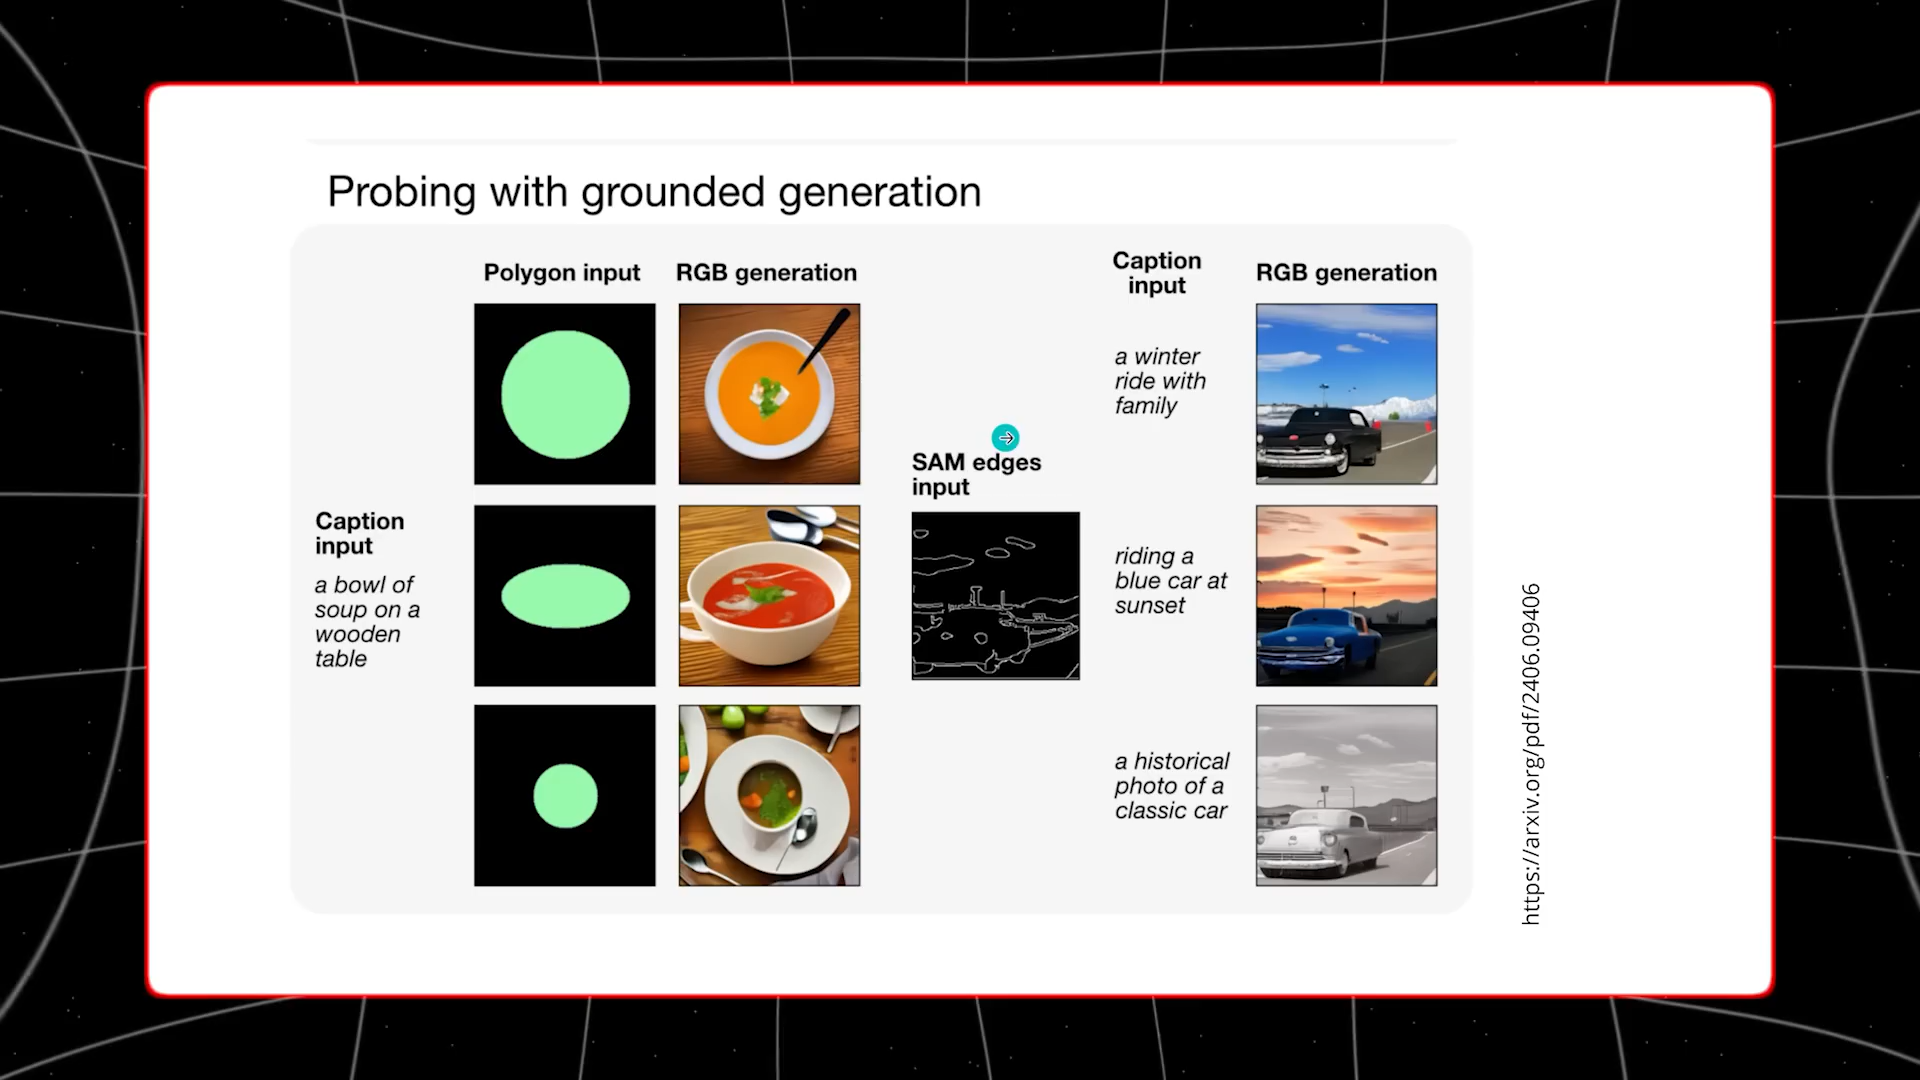 Probing with grounded generation
Polygon input
RGB generation
Caption
input
a bowl of
soup on a
wooden
table
SAM edges
input
Caption
input
RGB generation
a winter
ride with
family
riding a
blue car at
sunset
a historical
photo of a
classic car
https://arxiv.org/pdf/2406.09406